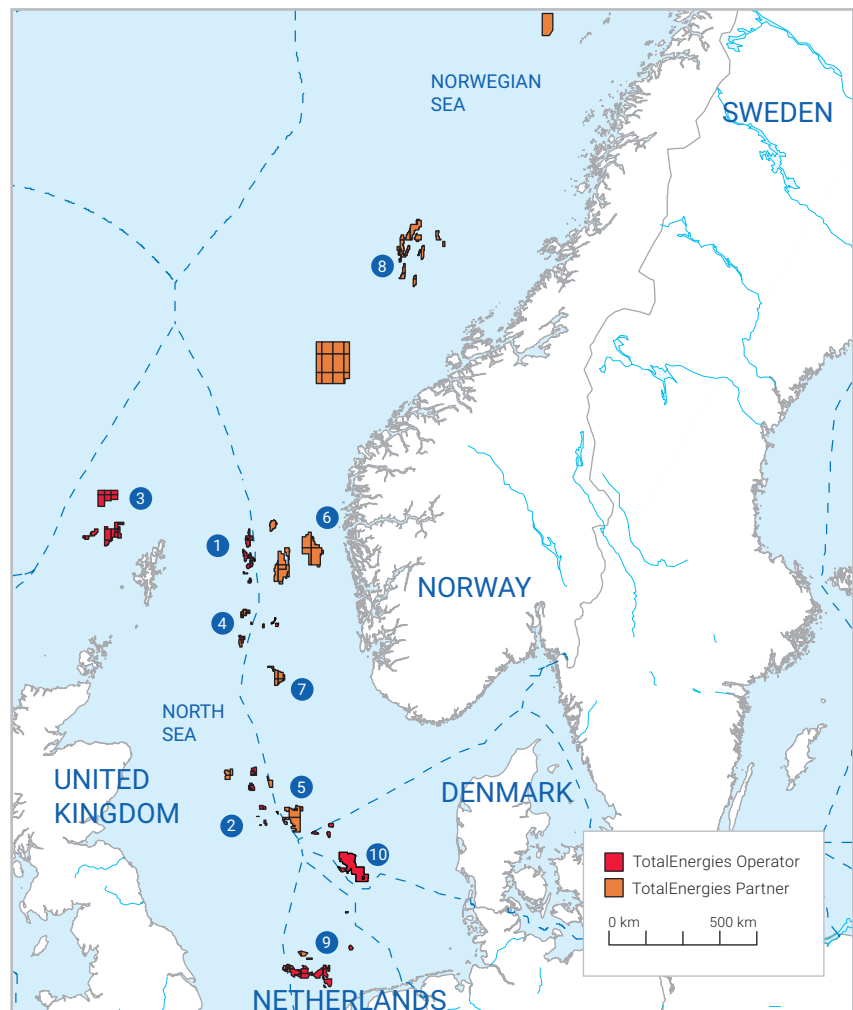 NORWEGIAN
SEA
SWEDEN
8
3
6
1
NORWAY
4
7
NORTH
SEA
UNITED
KINGDOM
5
DENMARK
2
10
TotalEnergies Operator
TotalEnergies Partner
0 km 500 km
9
NETHERLANDS